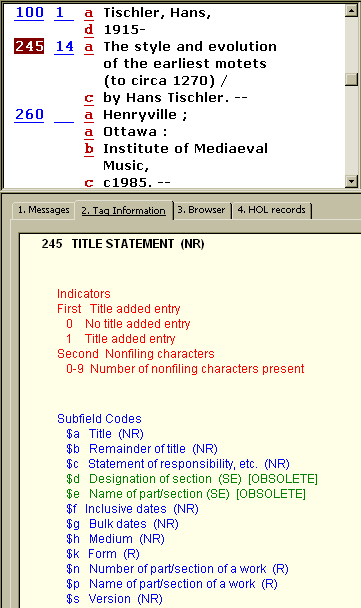 100 1 a Tischler, Hans,
d 1915-
245 14 a The style and evolution
of the earliest motets
(to circa 1270) /
c by Hans Tischler. --
260 __ a Henryville ;
a Ottawa :
b Institute of Mediaeval
Music,
c c1985. --
1. Messages 2. Tag Information 3. Browser 4. HOL records
245 TITLE STATEMENT (NR)
Indicators
First Title added entry
0 No title added entry
1 Title added entry
Second Nonfiling characters
0-9 Number of nonfiling characters present
Subfield Codes
$a Title (NR)
$b Remainder of title (NR)
$c Statement of responsibility, etc. (NR)
$d Designation of section (SE) [OBSOLETE]
$e Name of part/section (SE) [OBSOLETE]
$f Inclusive dates (NR)
$g Bulk dates (NR)
$h Medium (NR)
$k Form (R)
$n Number of part/section of a work (R)
$p Name of part/section of a work (R)
$s Version (NR)